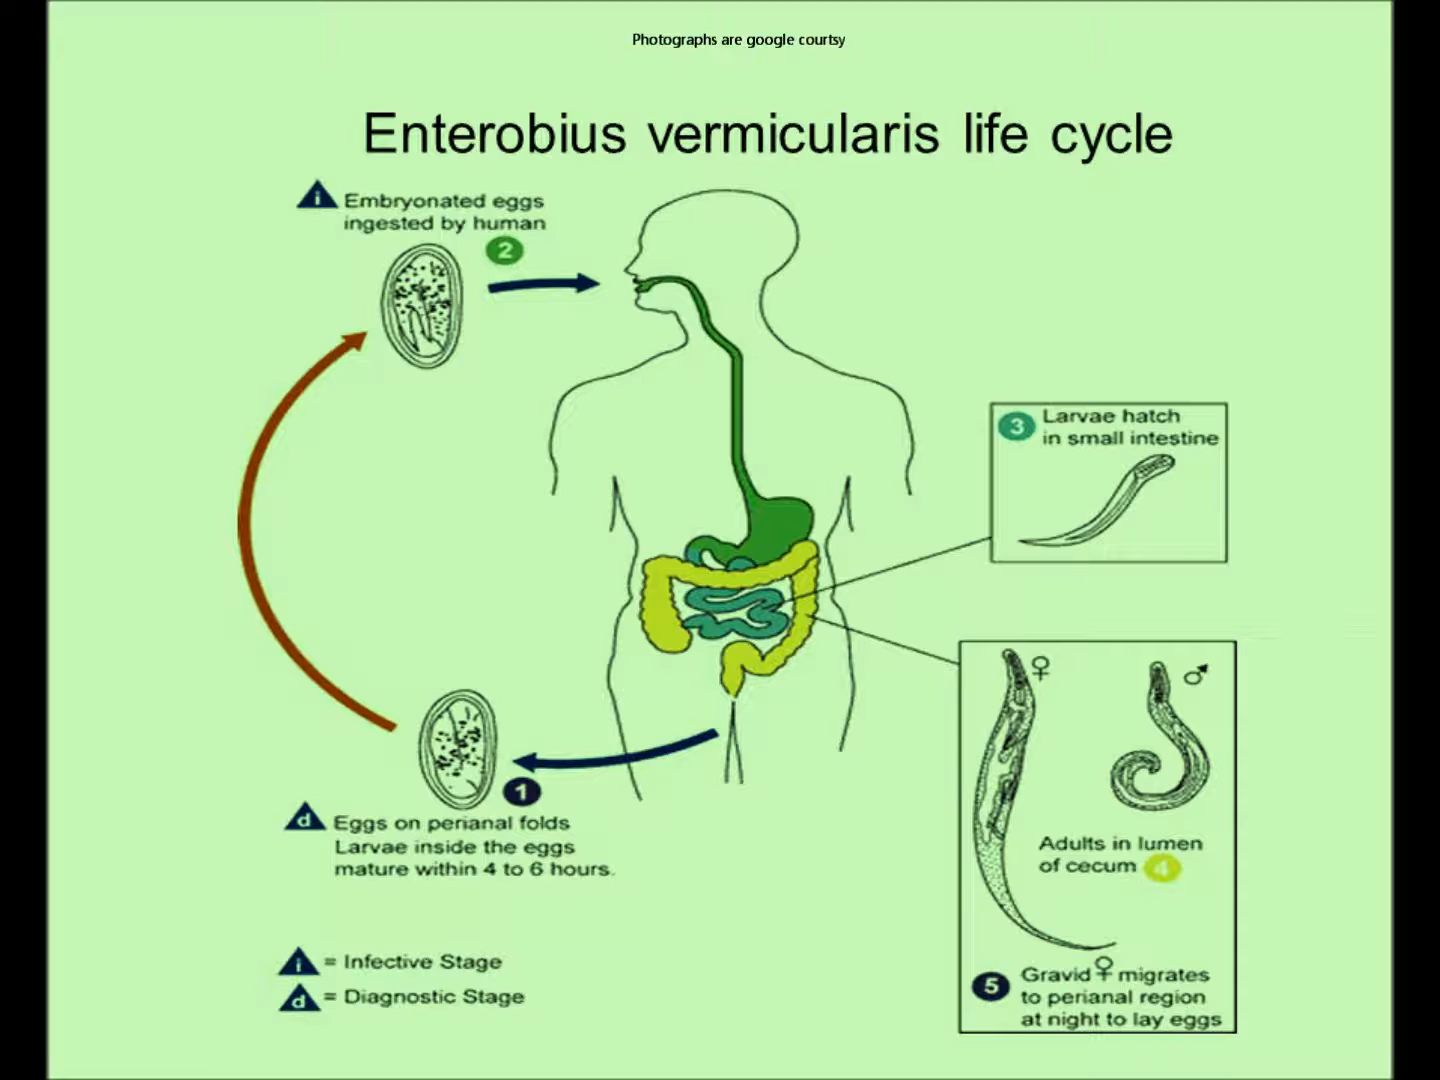 Photographs are google courtsy
Enterobius vermicularis life cycle
i Embryonated eggs
ingested by human
2
3 Larvae hatch
in small intestine
♀ ♂
Adults in lumen
of cecum 4
5 Gravid ♀ migrates
to perianal region
at night to lay eggs
1
d Eggs on perianal folds
Larvae inside the eggs
mature within 4 to 6 hours.
i = Infective Stage
d = Diagnostic Stage